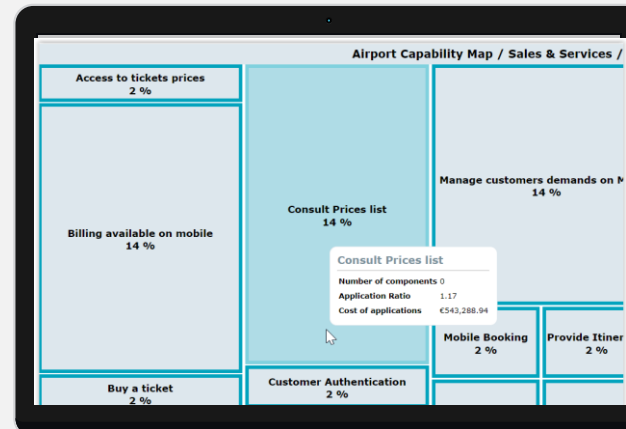 Airport Capability Map / Sales & Services /
Access to tickets prices
2 %
Billing available on mobile
14 %
Buy a ticket
2 %
Consult Prices list
14 %
Consult Prices list
Number of components 0
Application Ratio 1.17
Cost of applications €543,288.94
Customer Authentication
2 %
Manage customers demands on
14 %
Mobile Booking
2 %
Provide
2 %